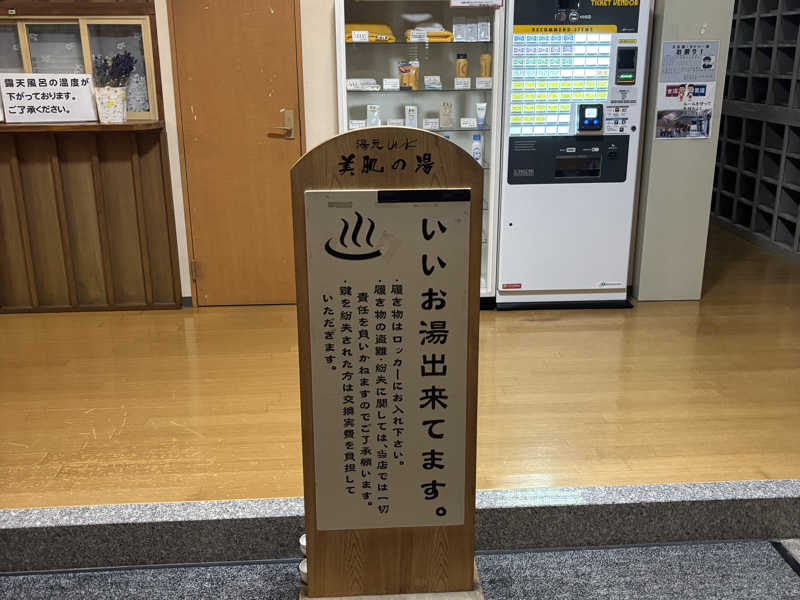 露天風呂の温度が
下がっております。
ご了承ください。
TICKET VENDOR
RECOMMEND ITEM
お祭り!
湯元
美肌の湯
いいお湯出来てます。
・履き物はロッカーにお入れ下さい。
・履き物の盗難・紛失に関しては、当店では一切
責任を負いかねますのでご了承願います。
・鍵を紛失された方は交換実費を負担して
いただきます。